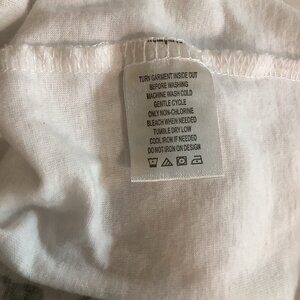 TURN GARMENT INSIDE OUT
BEFORE WASHING
MACHINE WASH COLD
GENTLE CYCLE
ONLY NON-CHLORINE
BLEACH WHEN NEEDED
TUMBLE DRY LOW
COOL IRON IF NEEDED
DO NOT IRON ON DESIGN